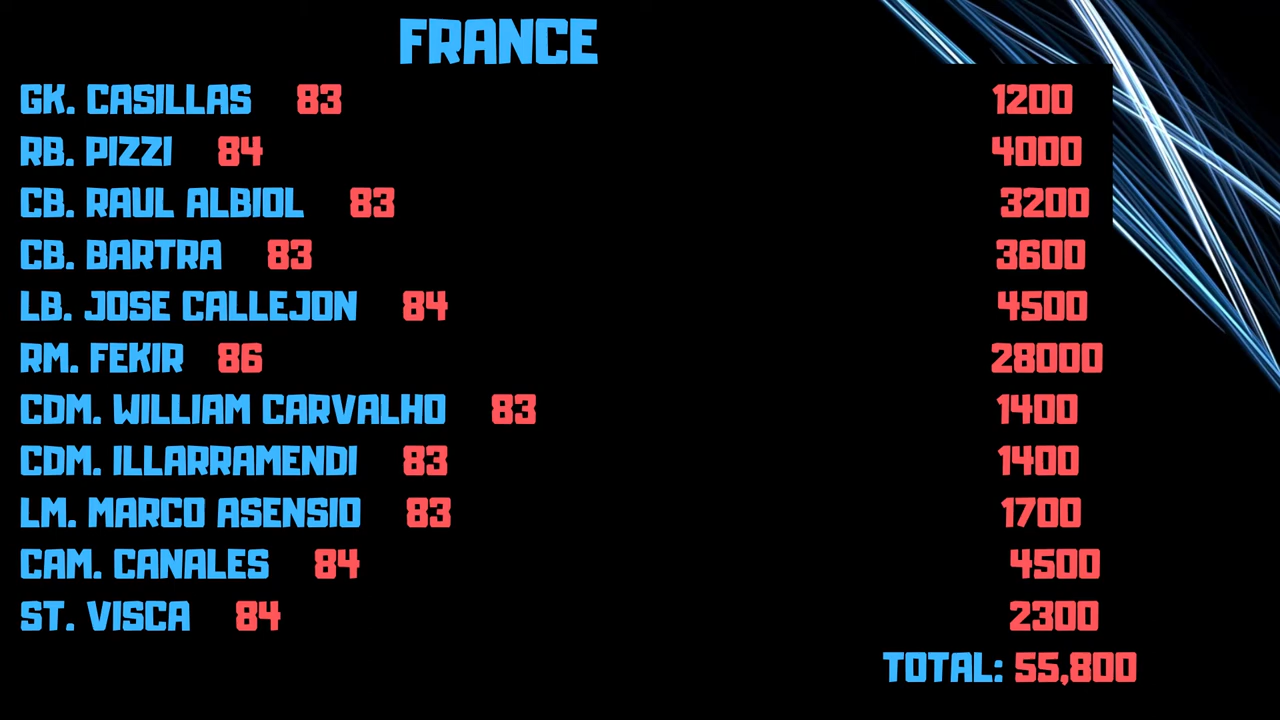 FRANCE
GK. CASILLAS 83 1200
RB. PIZZI 84 4000
CB. RAUL ALBIOL 83 3200
CB. BARTRA 83 3600
LB. JOSE CALLEJON 84 4500
RM. FEKIR 86 28000
CDM. WILLIAM CARVALHO 83 1400
CDM. ILLARRAMENDI 83 1400
LM. MARCO ASENSIO 83 1700
CAM. CANALES 84 4500
ST. VISCA 84 2300
TOTAL: 55,800